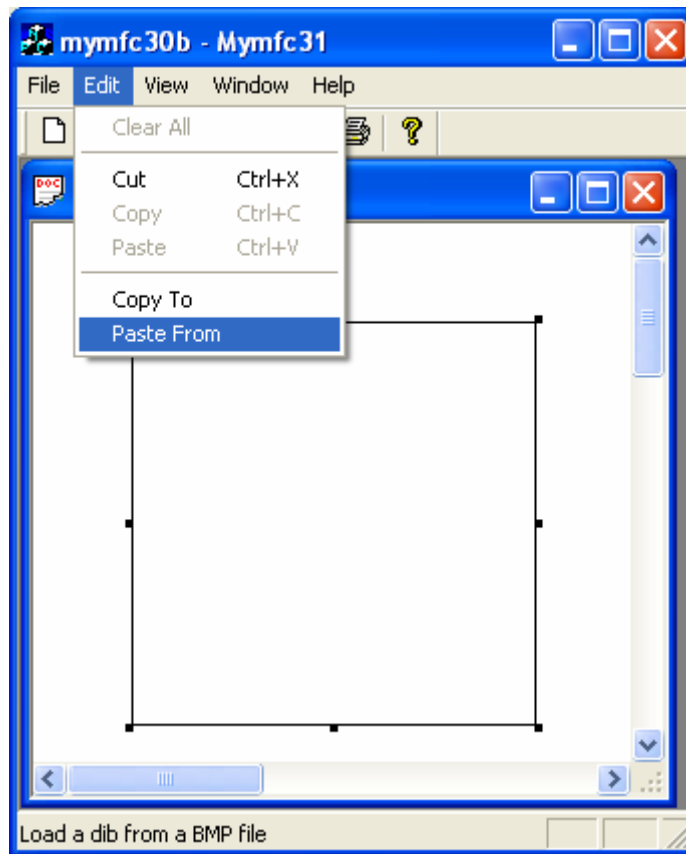 mymfc30b - Mymfc31
File Edit View Window Help
Clear All
DOC
Cut Ctrl+X
Copy Ctrl+C
Paste Ctrl+V
Copy To
Paste From
Load a dib from a BMP file